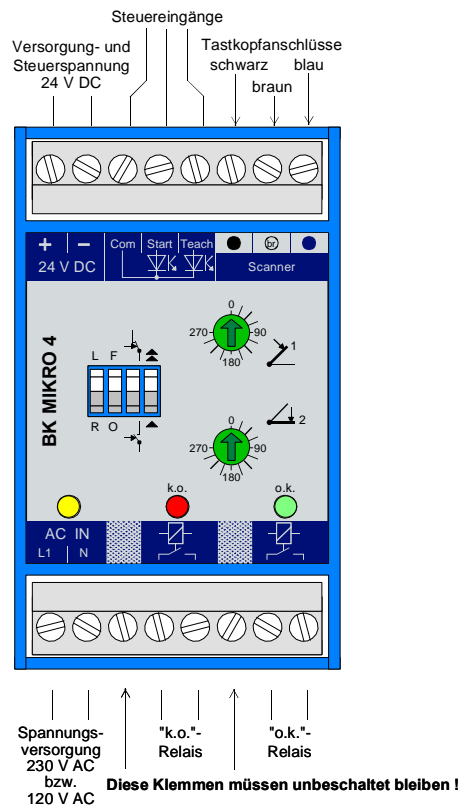 Steuereingänge
Versorgung- und
Steuerspannung
24 V DC
Tastkopfanschlüsse
schwarz blau
braun
+ − Com Start Teach br
24 V DC Scanner
BK MIKRO 4
L F
R O
0
270 90
180
1
0
270 90
180
2
k.o. o.k.
AC IN
L1 N
Spannungs-
versorgung
230 V AC
bzw.
120 V AC
"k.o."-
Relais
"o.k."-
Relais
Diese Klemmen müssen unbeschaltet bleiben !